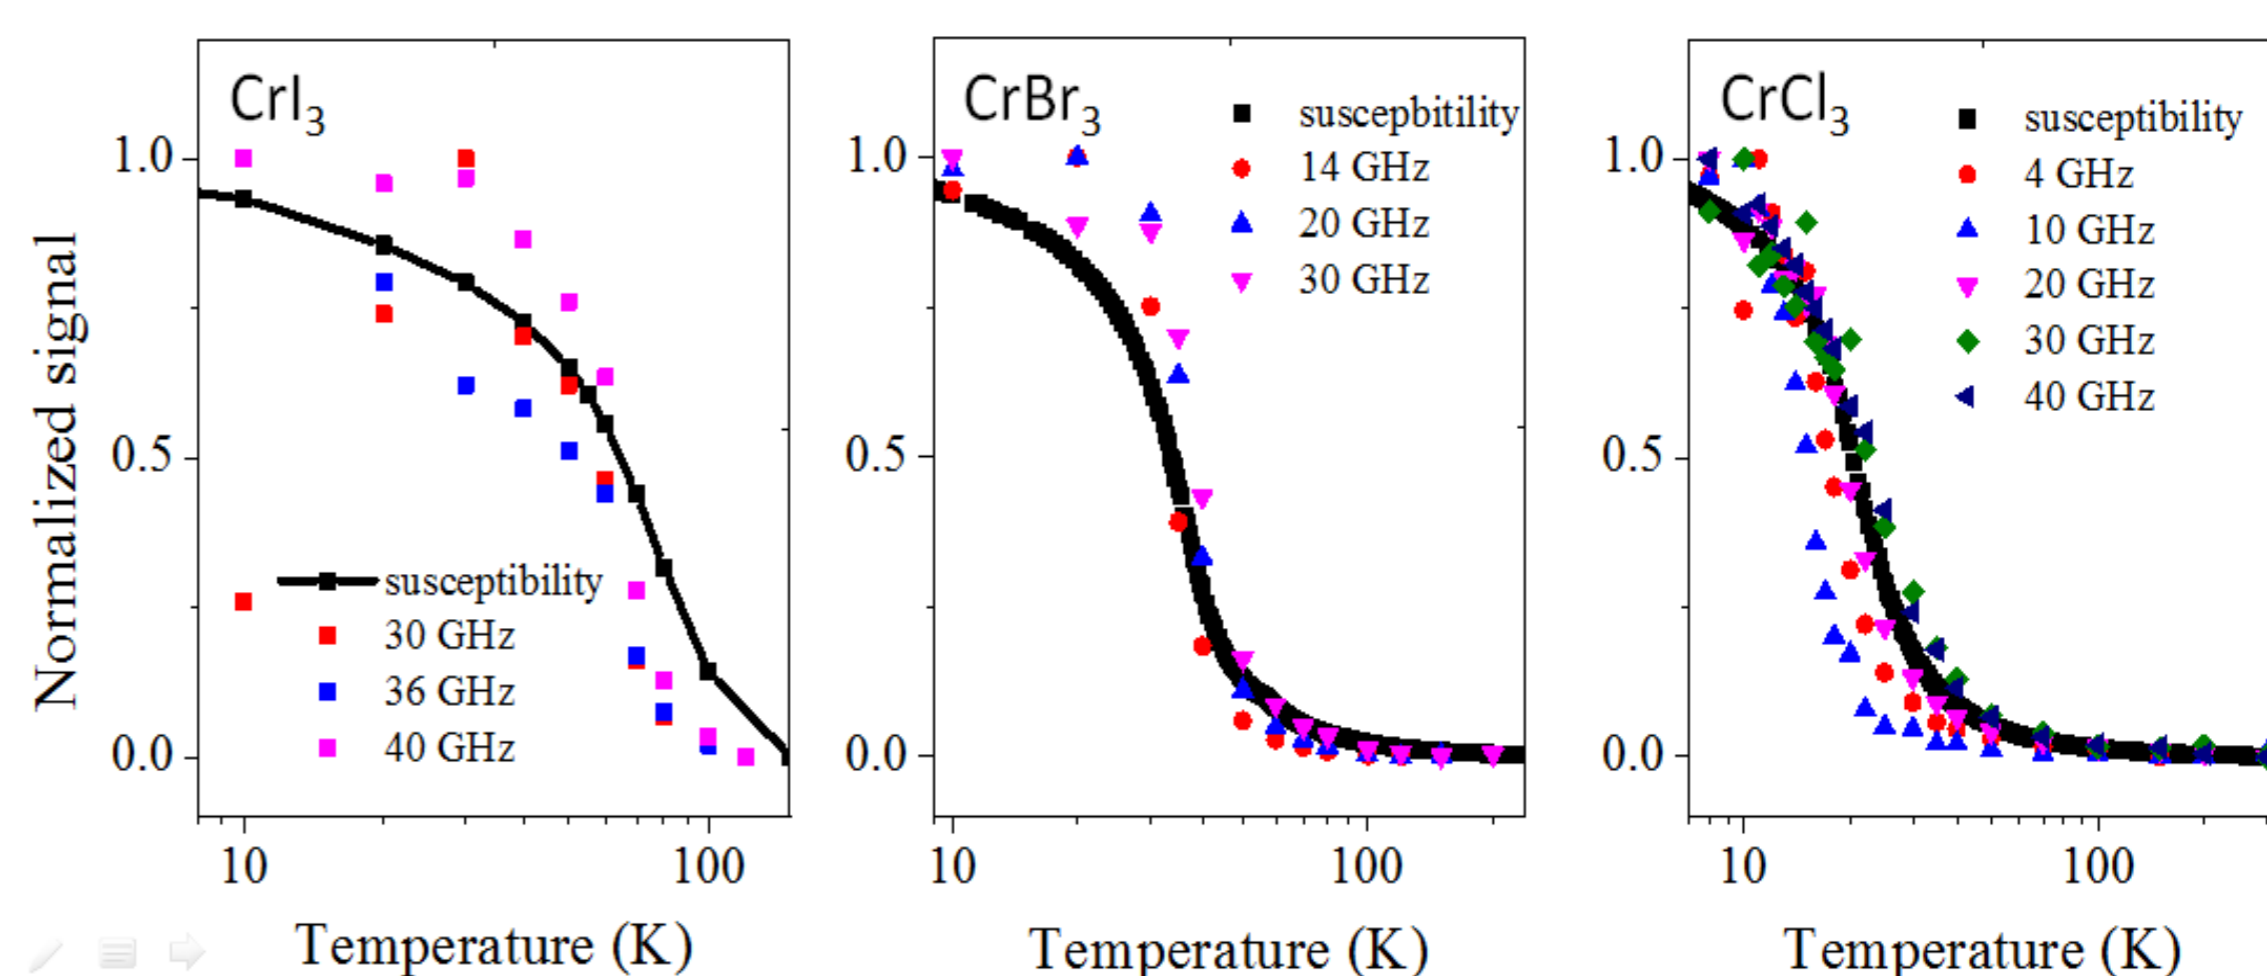 CrI3
1.0
0.5
0.0
Normalized signal
susceptibility
30 GHz
36 GHz
40 GHz
10 100
Temperature (K)
CrBr3
suscepbitility
14 GHz
20 GHz
30 GHz
1.0
0.5
0.0
10 100
Temperature (K)
CrCl3
susceptibility
4 GHz
10 GHz
20 GHz
30 GHz
40 GHz
1.0
0.5
0.0
10 100
Temperature (K)